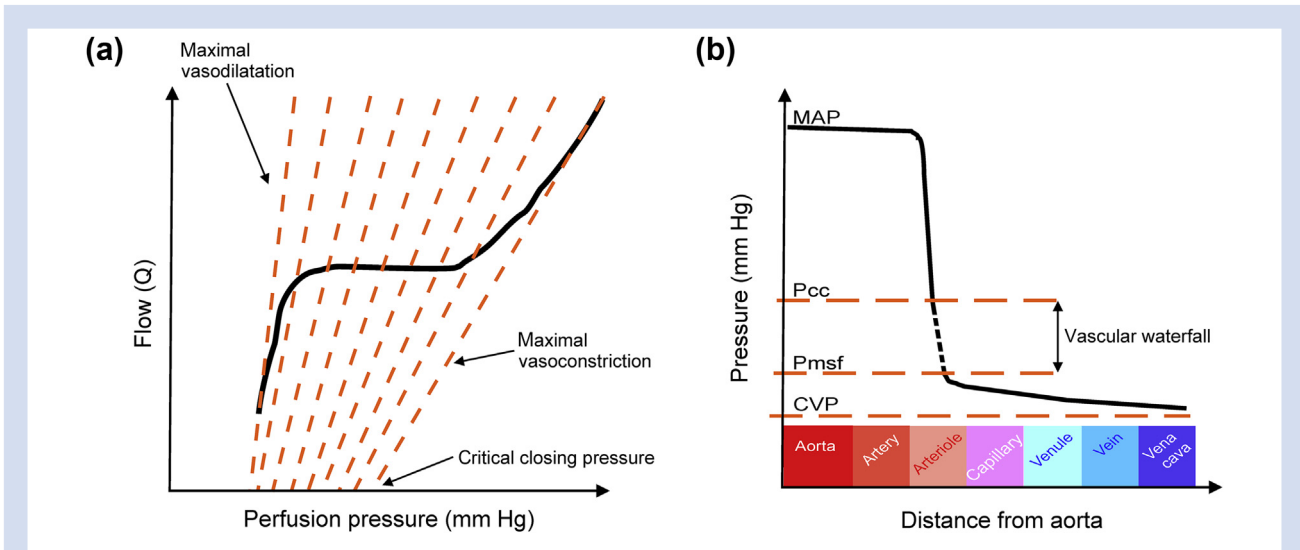 (a)
Maximal
vasodilatation
Flow (Q)
Maximal
vasoconstriction
Critical closing pressure
Perfusion pressure (mm Hg)
(b)
MAP
Pressure (mm Hg)
Pcc
Vascular waterfall
Pmsf
CVP
Aorta
Artery
Arteriole
Capillary
Venule
Vein
Vena
cava
Distance from aorta